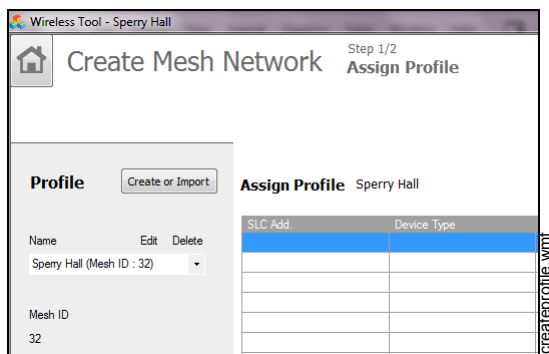 Wireless Tool - Sperry Hall
Create Mesh Network
Step 1/2
Assign Profile
Profile
Create or Import
Name Edit Delete
Sperry Hall (Mesh ID : 32)
Mesh ID
32
Assign Profile Sperry Hall
SLC Add. Device Type
createprofile.wmf